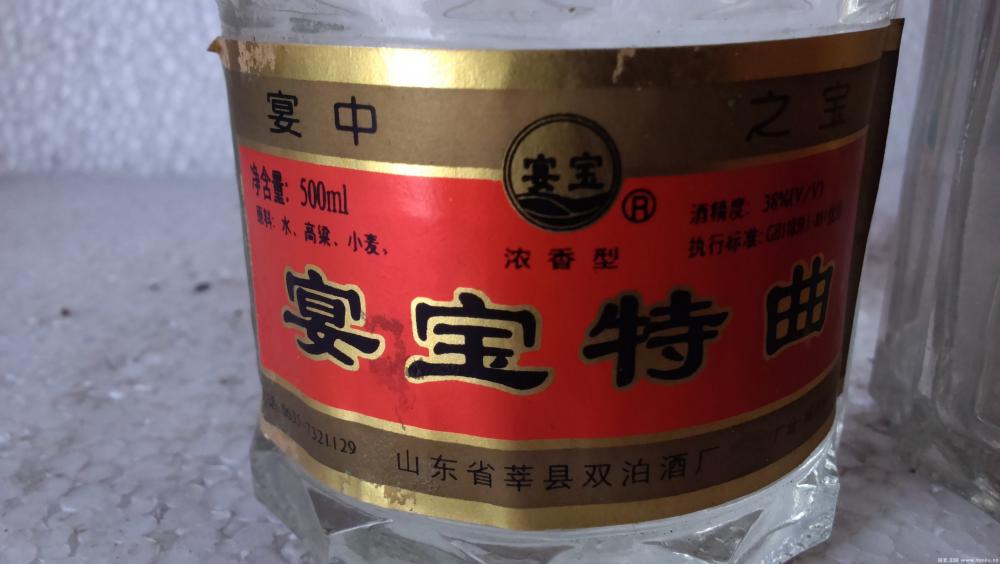 宴中 之宝
宴宝
®
净含量: 500ml
原料: 水、高粱、小麦,
酒精度: 38%(V/V)
执行标准:
浓香型
宴宝特曲
0635-7321129
山东省莘县双泊酒厂